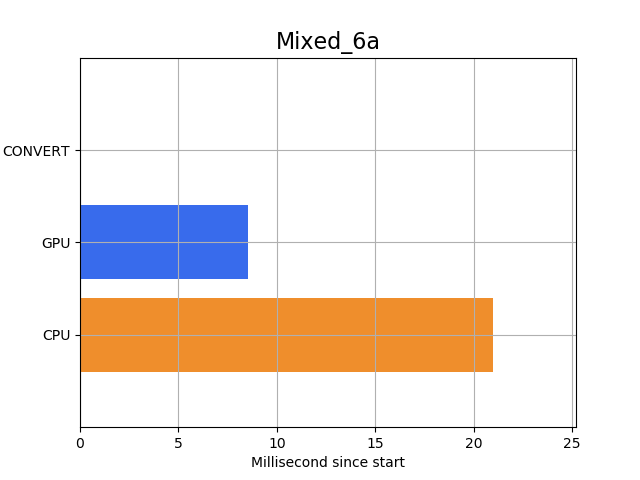 Mixed_6a
CONVERT
GPU
CPU
0 5 10 15 20 25
Millisecond since start